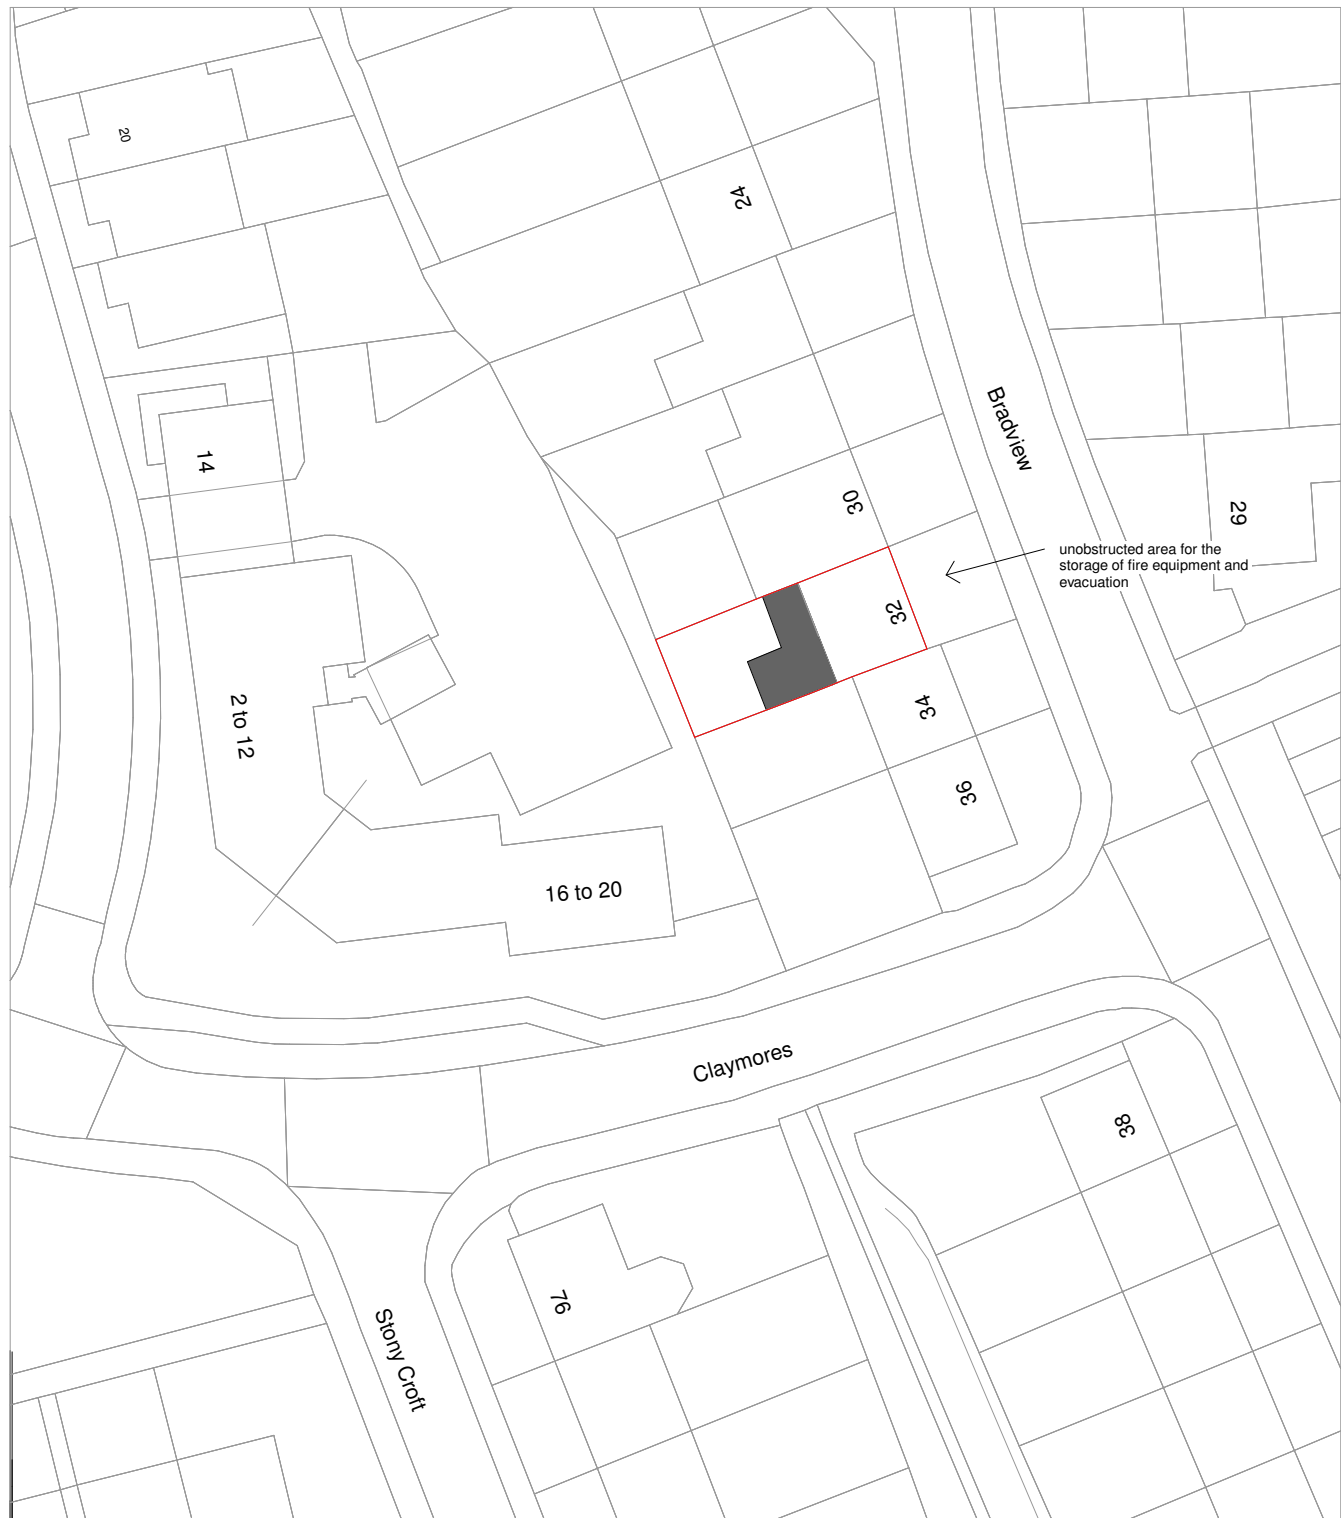 20
24
Bradview
14
30
29
unobstructed area for the
storage of fire equipment and
evacuation
32
2 to 12
34
36
16 to 20
Claymores
38
76
Stony Croft